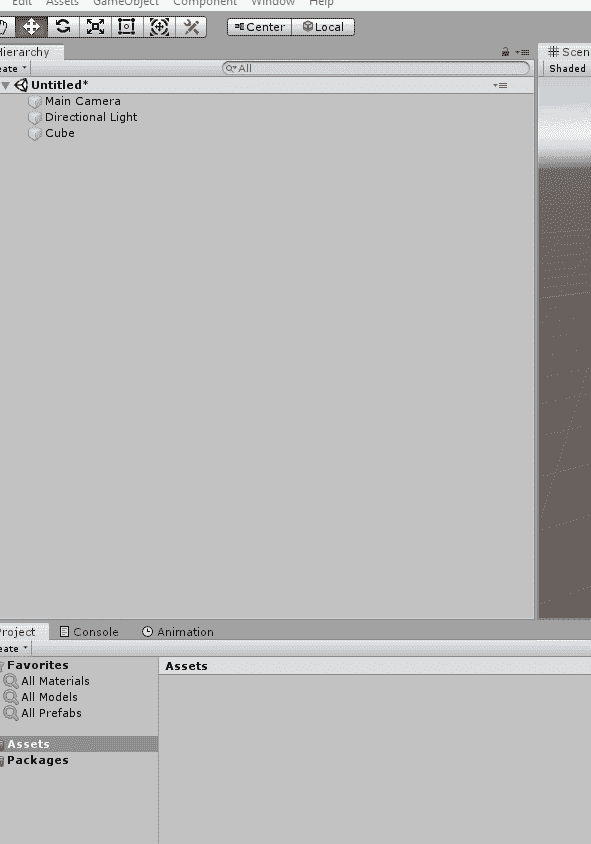 Edit Assets GameObject Component Window Help
Center Local
Hierarchy Scen
eate All Shaded
Untitled*
Main Camera
Directional Light
Cube
Project Console Animation
eate
Favorites Assets
All Materials
All Models
All Prefabs
Assets
Packages